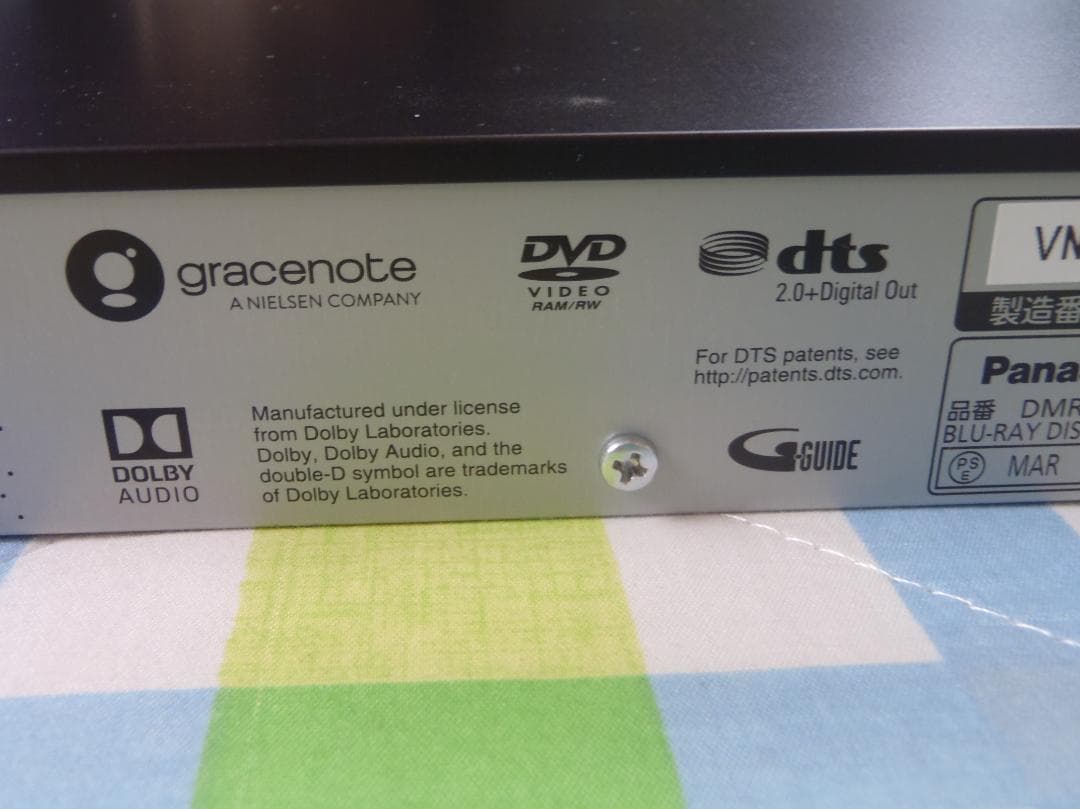 gracenote
A NIELSEN COMPANY
DVD
VIDEO
RAM/RW
dts
2.0+Digital Out
For DTS patents, see
http://patents.dts.com.
DOLBY
AUDIO
Manufactured under license
from Dolby Laboratories.
Dolby, Dolby Audio, and the
double-D symbol are trademarks
of Dolby Laboratories.
G-GUIDE
VM
製造番
Pana
品番 DMR
BLU-RAY DIS
PS
E
MAR